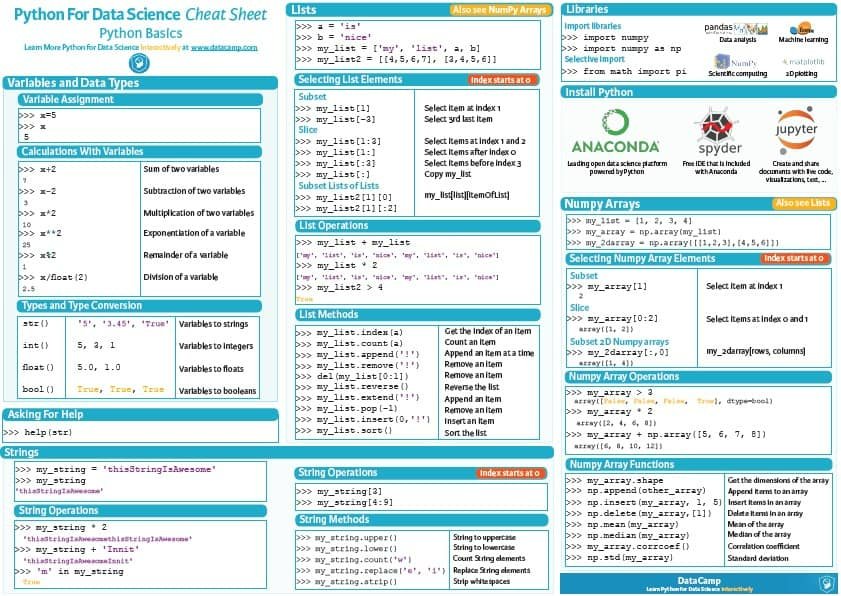 Python For Data Science Cheat Sheet
Python Basics
Learn More Python for Data Science Interactively at www.datacamp.com
Variables and Data Types
Variable Assignment
>>> x=5
>>> x
5
Calculations With Variables
>>> x+2 Sum of two variables
7
>>> x-2 Subtraction of two variables
3
>>> x*2 Multiplication of two variables
10
>>> x**2 Exponentiation of a variable
25
>>> x%2 Remainder of a variable
1
>>> x/float(2) Division of a variable
2.5
Types and Type Conversion
str() '5', '3.45', 'True' Variables to strings
int() 5, 3, 1 Variables to integers
float() 5.0, 1.0 Variables to floats
bool() True, True, True Variables to booleans
Asking For Help
>>> help(str)
Strings
>>> my_string = 'thisStringIsAwesome'
>>> my_string
'thisStringIsAwesome'
String Operations
>>> my_string * 2
'thisStringIsAwesomethisStringIsAwesome'
>>> my_string + 'Innit'
'thisStringIsAwesomeInnit'
>>> 'm' in my_string
True
Lists Also see NumPy Arrays
>>> a = 'is'
>>> b = 'nice'
>>> my_list = ['my', 'list', a, b]
>>> my_list2 = [[4,5,6,7], [3,4,5,6]]
Selecting List Elements Index starts at 0
Subset
>>> my_list[1] Select item at index 1
>>> my_list[-3] Select 3rd last item
Slice
>>> my_list[1:3] Select items at index 1 and 2
>>> my_list[1:] Select items after index 0
>>> my_list[:3] Select items before index 3
>>> my_list[:] Copy my_list
Subset Lists of Lists
>>> my_list2[1][0] my_list[list][itemOfList]
>>> my_list2[1][:2]
List Operations
>>> my_list + my_list
['my', 'list', 'is', 'nice', 'my', 'list', 'is', 'nice']
>>> my_list * 2
['my', 'list', 'is', 'nice', 'my', 'list', 'is', 'nice']
>>> my_list2 > 4
True
List Methods
>>> my_list.index(a) Get the index of an item
>>> my_list.count(a) Count an item
>>> my_list.append('!') Append an item at a time
>>> my_list.remove('!') Remove an item
>>> del(my_list[0:1]) Remove an item
>>> my_list.reverse() Reverse the list
>>> my_list.extend('!') Append an item
>>> my_list.pop(-1) Remove an item
>>> my_list.insert(0,'!') Insert an item
>>> my_list.sort() Sort the list
String Operations Index starts at 0
>>> my_string[3]
>>> my_string[4:9]
String Methods
>>> my_string.upper() String to uppercase
>>> my_string.lower() String to lowercase
>>> my_string.count('w') Count String elements
>>> my_string.replace('e', 'i') Replace String elements
>>> my_string.strip() Strip whitespaces
Libraries
Import libraries
>>> import numpy
>>> import numpy as np
Selective import
>>> from math import pi
pandas
Data analysis
learn
Machine learning
NumPy
Scientific computing
matplotlib
2D plotting
Install Python
ANACONDA
Leading open data science platform
powered by Python
spyder
Free IDE that is included
with Anaconda
jupyter
Create and share
documents with live code,
visualizations, text, ...
Numpy Arrays Also see Lists
>>> my_list = [1, 2, 3, 4]
>>> my_array = np.array(my_list)
>>> my_2darray = np.array([[1,2,3],[4,5,6]])
Selecting Numpy Array Elements Index starts at 0
Subset
>>> my_array[1] Select item at index 1
2
Slice
>>> my_array[0:2] Select items at index 0 and 1
array([1, 2])
Subset 2D Numpy arrays
>>> my_2darray[:,0] my_2darray[rows, columns]
array([1, 4])
Numpy Array Operations
>>> my_array > 3
array([False, False, False, True], dtype=bool)
>>> my_array * 2
array([2, 4, 6, 8])
>>> my_array + np.array([5, 6, 7, 8])
array([6, 8, 10, 12])
Numpy Array Functions
>>> my_array.shape Get the dimensions of the array
>>> np.append(other_array) Append items to an array
>>> np.insert(my_array, 1, 5) Insert items in an array
>>> np.delete(my_array,[1]) Delete items in an array
>>> np.mean(my_array) Mean of the array
>>> np.median(my_array) Median of the array
>>> my_array.corrcoef() Correlation coefficient
>>> np.std(my_array) Standard deviation
DataCamp
Learn Python for Data Science Interactively